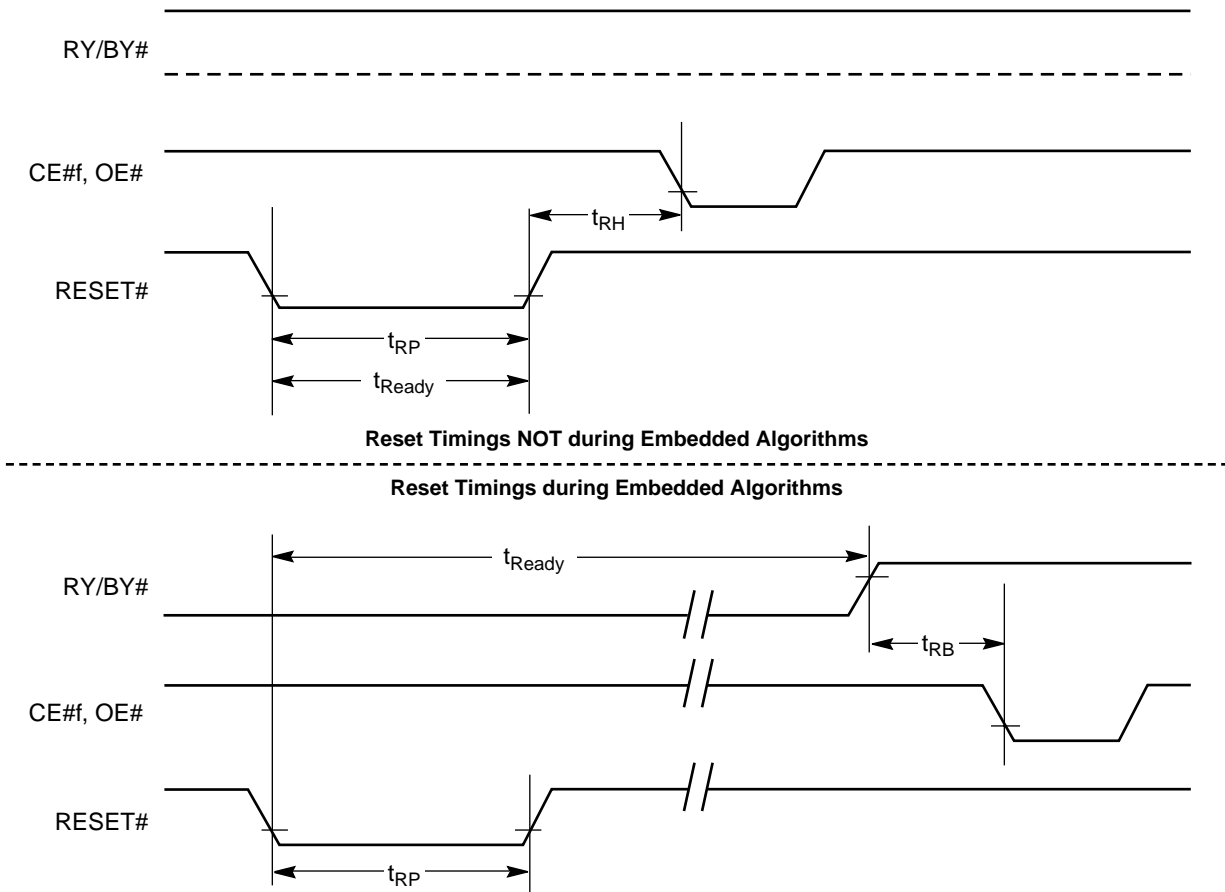 RY/BY#
CE#f, OE#
tRH
RESET#
tRP
tReady
Reset Timings NOT during Embedded Algorithms
Reset Timings during Embedded Algorithms
tReady
RY/BY#
tRB
CE#f, OE#
RESET#
tRP